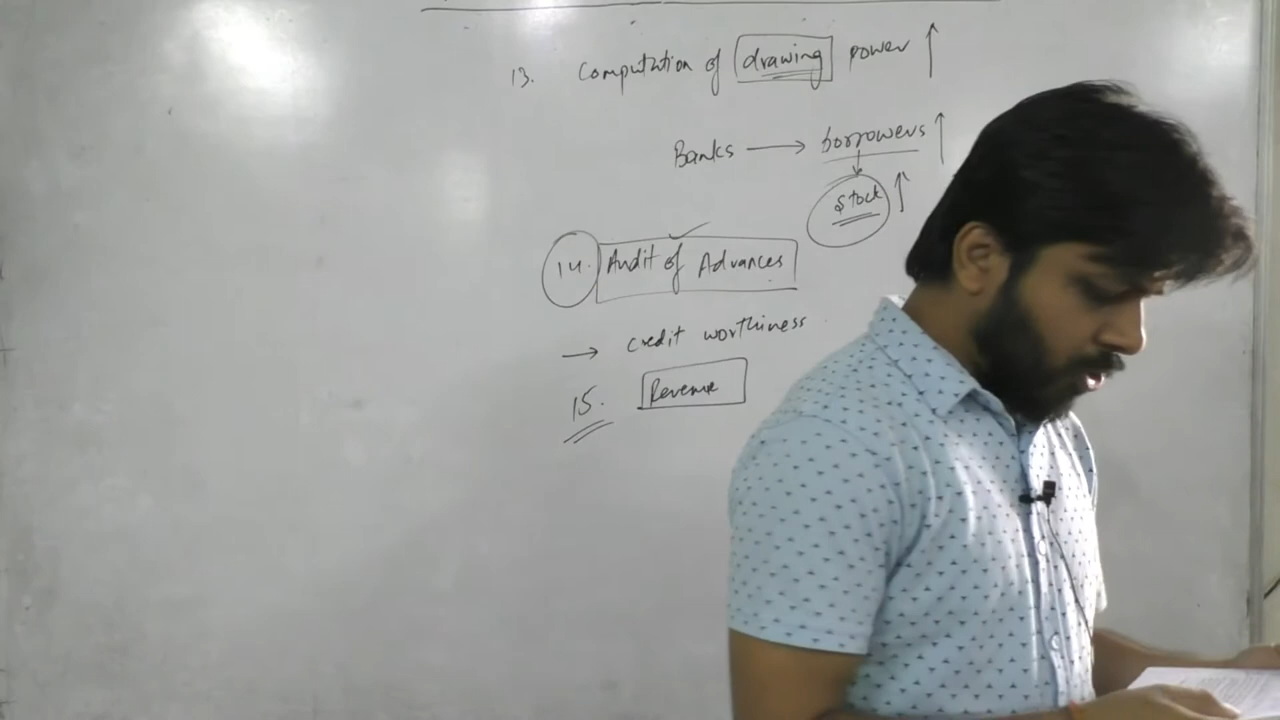 13. Computation of drawing power ↑
Banks → borrowers ↑
↓
Stock ↑
14. Audit of Advances
→ credit worthiness
15. Revenue